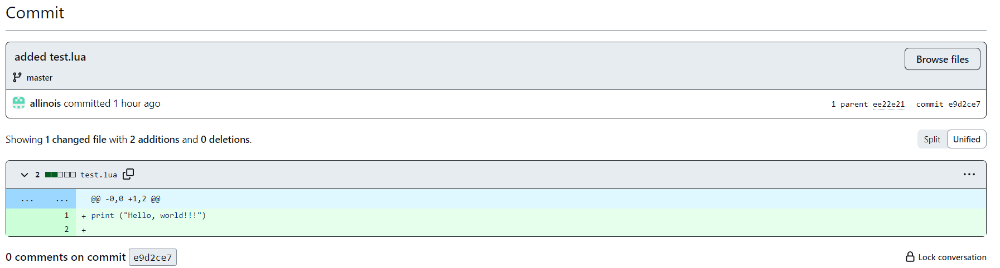 Commit
added test.lua
Browse files
master
allinois committed 1 hour ago
1 parent ee22e21 commit e9d2ce7
Showing 1 changed file with 2 additions and 0 deletions.
Split Unified
2 test.lua
... ... @@ -0,0 +1,2 @@
1 + print ("Hello, world!!!")
2 +
0 comments on commit e9d2ce7
Lock conversation